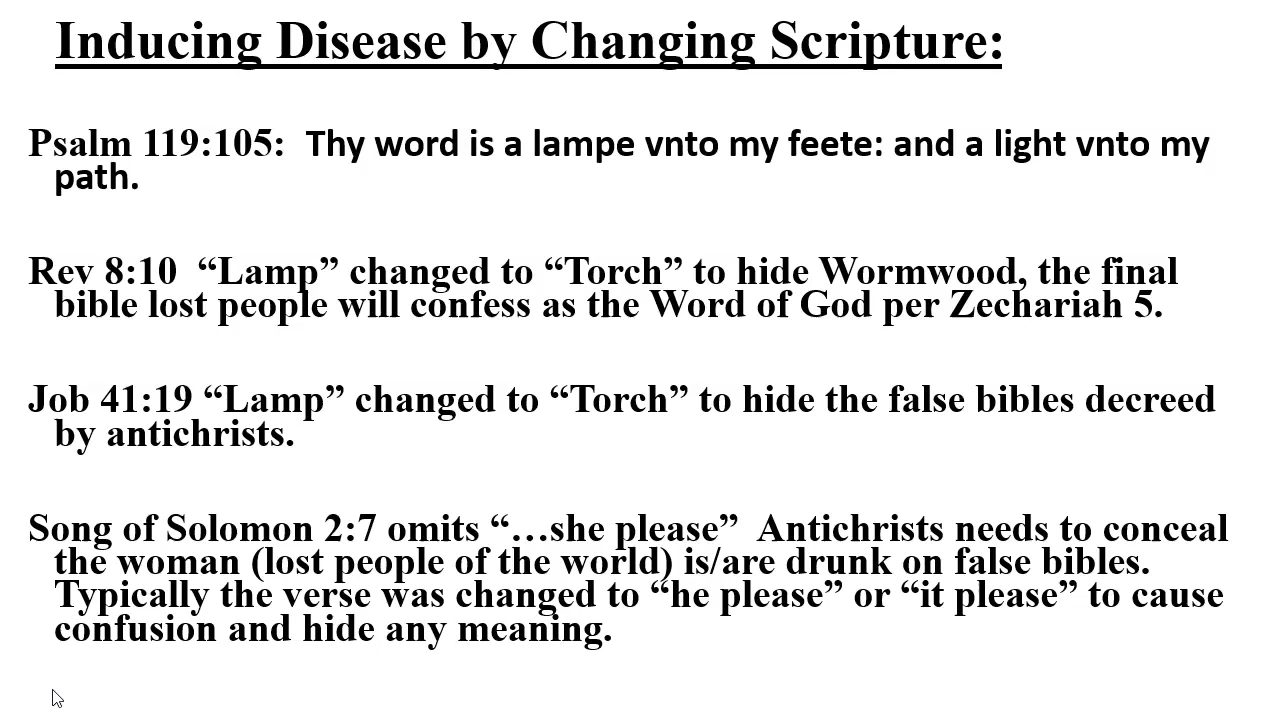 Inducing Disease by Changing Scripture:
Psalm 119:105:  Thy word is a lampe vnto my feete: and a light vnto my
path.
Rev 8:10  “Lamp” changed to “Torch” to hide Wormwood, the final
bible lost people will confess as the Word of God per Zechariah 5.
Job 41:19 “Lamp” changed to “Torch” to hide the false bibles decreed
by antichrists.
Song of Solomon 2:7 omits “…she please”  Antichrists needs to conceal
the woman (lost people of the world) is/are drunk on false bibles.
Typically the verse was changed to “he please” or “it please” to cause
confusion and hide any meaning.